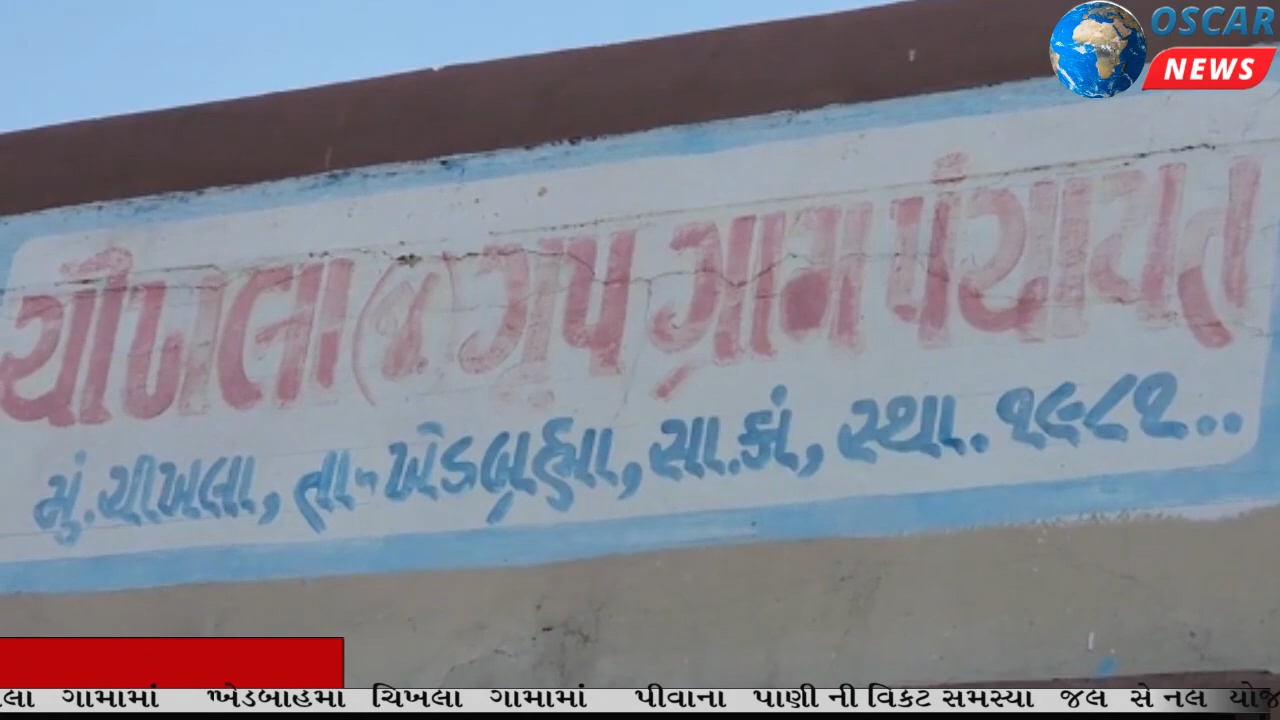 OSCAR
NEWS
ચીખલા (જ) ગૃપ ગ્રામ પંચાયત
મું.ચીખલા, તા-ખેડબ્રહ્મા, સા.કાં, સ્થા. ૧૯૮૧..
ગામામાં ખેડબાહમા ચિખલા ગામામાં પીવાના પાણી ની વિકટ સમસ્યા જલ સે નલ